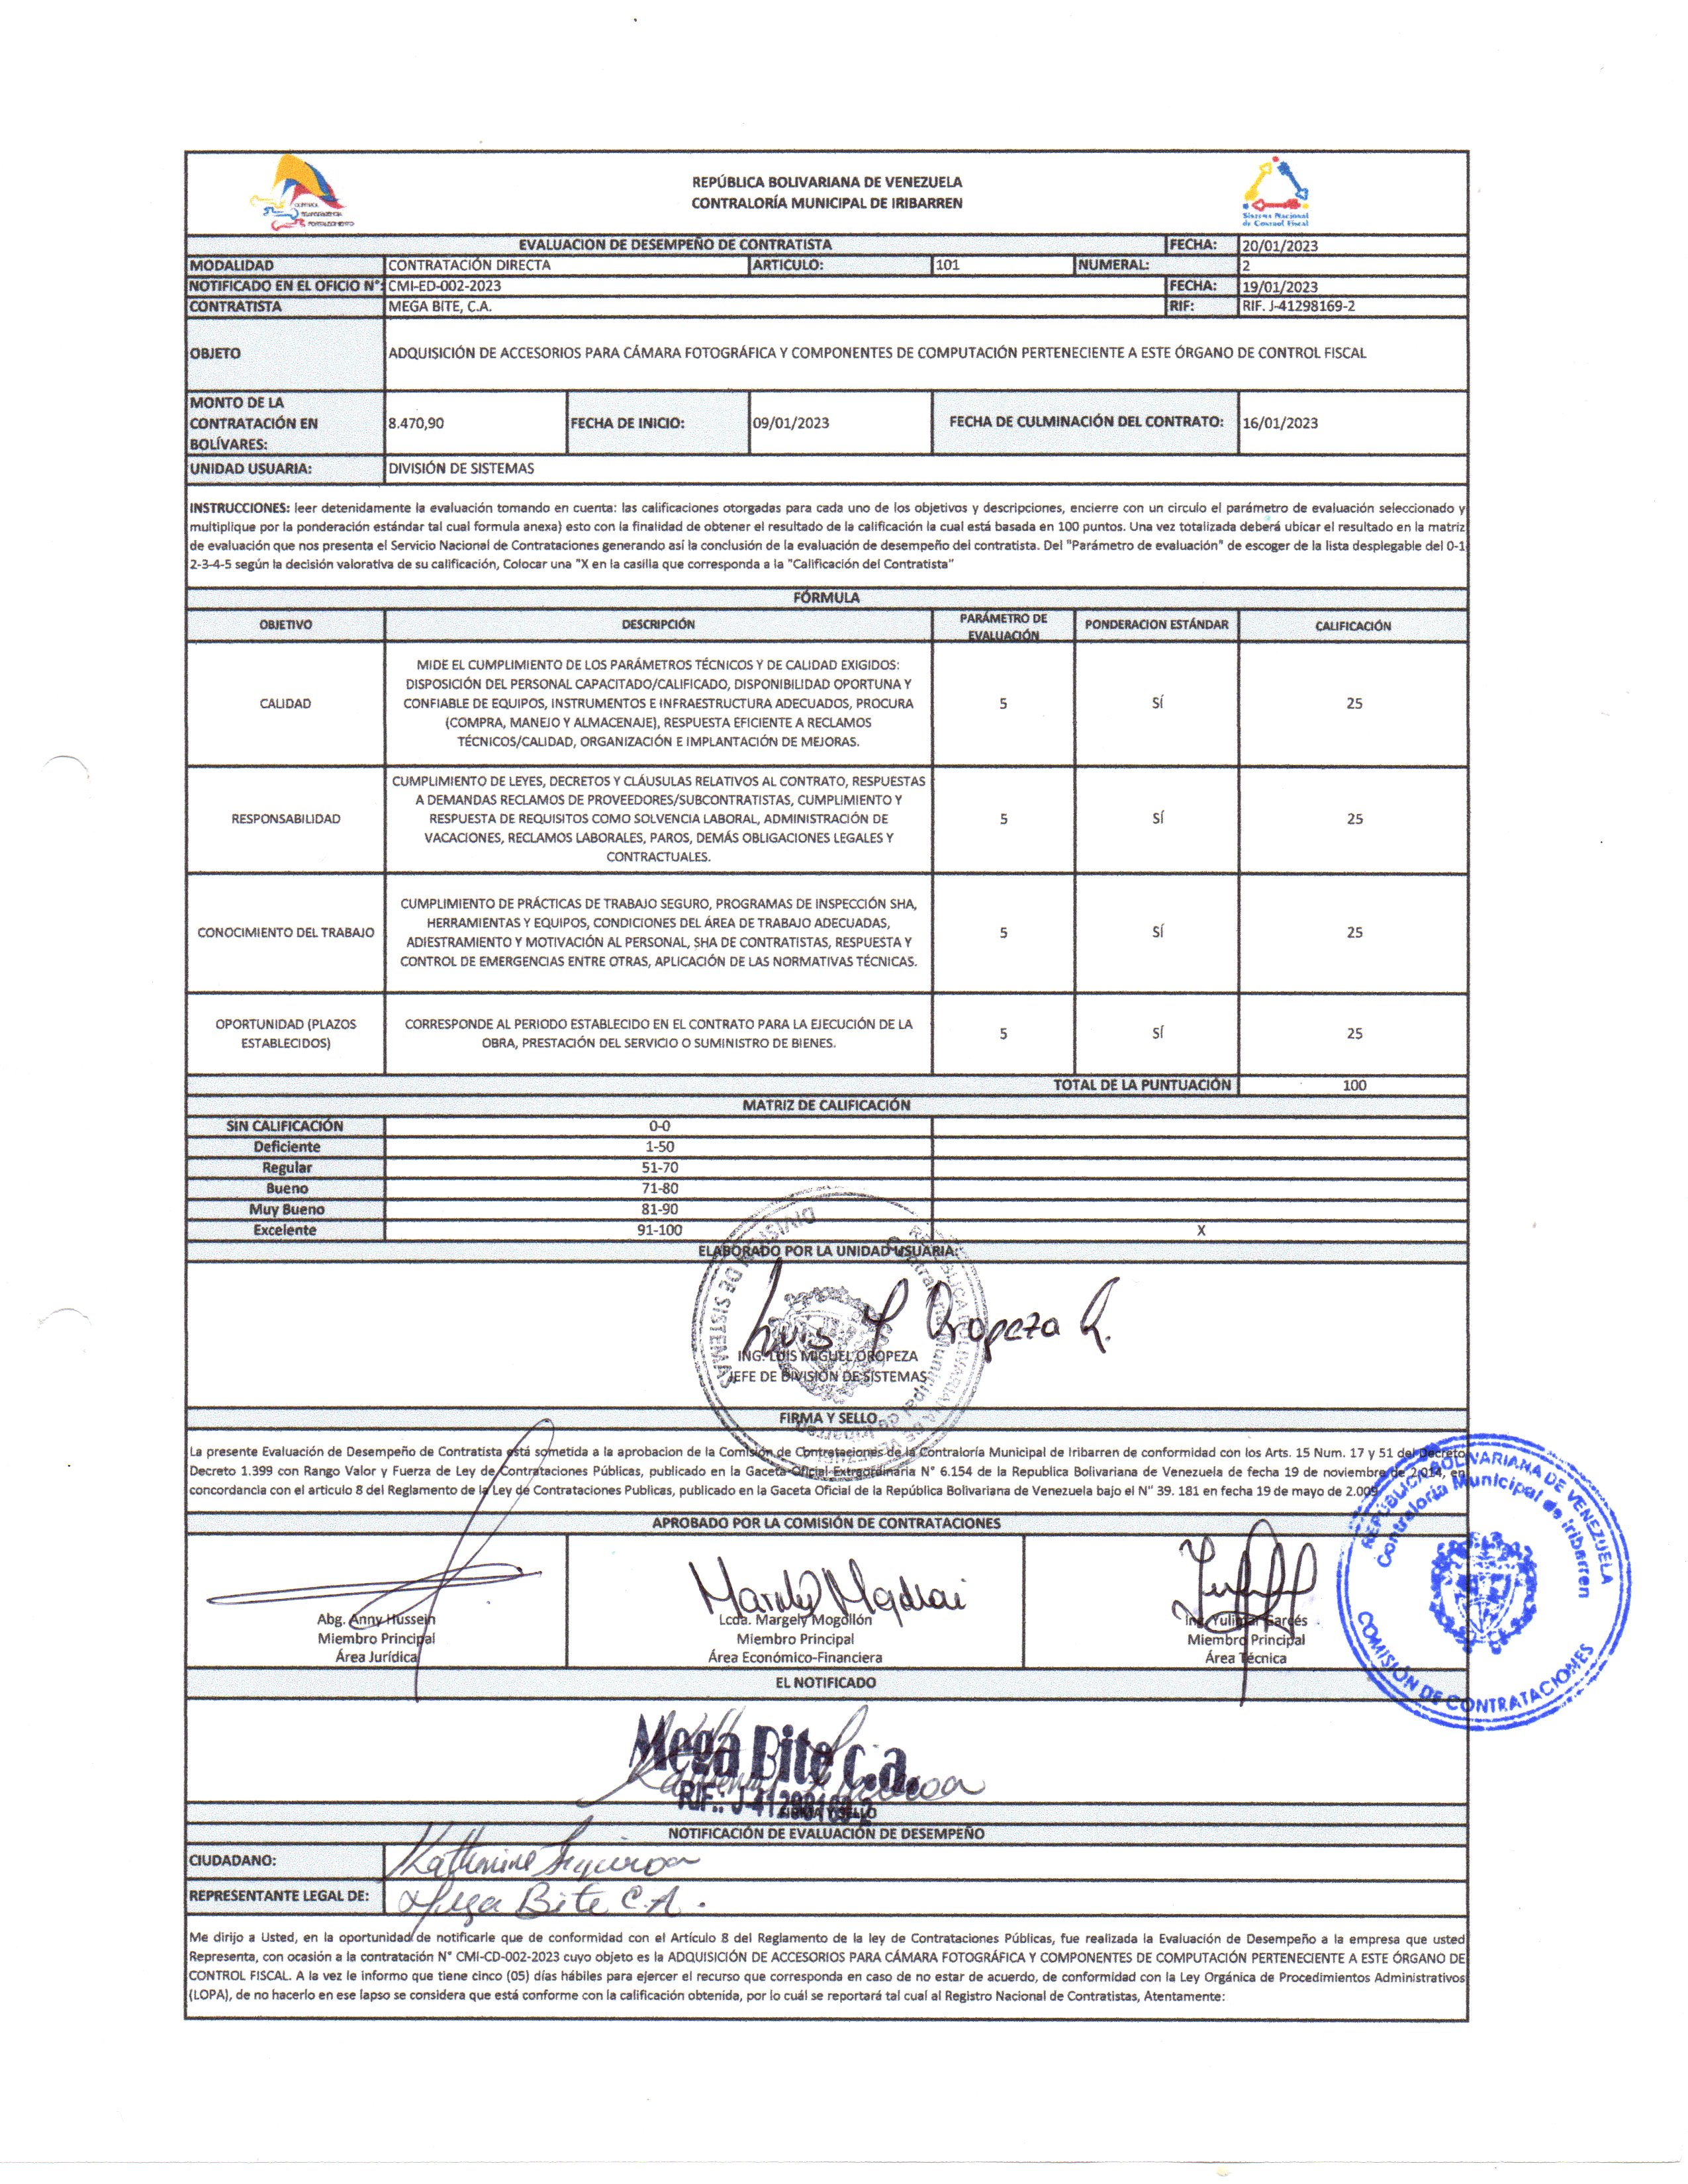 REPÚBLICA BOLIVARIANA DE VENEZUELA
CONTRALORÍA MUNICIPAL DE IRIBARREN
Sistema Nacional
de Control Fiscal
EVALUACION DE DESEMPEÑO DE CONTRATISTA FECHA: 20/01/2023
MODALIDAD CONTRATACIÓN DIRECTA ARTICULO: 101 NUMERAL: 2
NOTIFICADO EN EL OFICIO N°: CMI-ED-002-2023 FECHA: 19/01/2023
CONTRATISTA MEGA BITE, C.A. RIF: RIF. J-41298169-2
OBJETO ADQUISICIÓN DE ACCESORIOS PARA CÁMARA FOTOGRÁFICA Y COMPONENTES DE COMPUTACIÓN PERTENECIENTE A ESTE ÓRGANO DE CONTROL FISCAL
MONTO DE LA
CONTRATACIÓN EN
BOLÍVARES:
8.470,90 FECHA DE INICIO: 09/01/2023 FECHA DE CULMINACIÓN DEL CONTRATO: 16/01/2023
UNIDAD USUARIA: DIVISIÓN DE SISTEMAS
INSTRUCCIONES: leer detenidamente la evaluación tomando en cuenta: las calificaciones otorgadas para cada uno de los objetivos y descripciones, encierre con un circulo el parámetro de evaluación seleccionado y
multiplique por la ponderación estándar tal cual formula anexa) esto con la finalidad de obtener el resultado de la calificación la cual está basada en 100 puntos. Una vez totalizada deberá ubicar el resultado en la matriz
de evaluación que nos presenta el Servicio Nacional de Contrataciones generando así la conclusión de la evaluación de desempeño del contratista. Del "Parámetro de evaluación" de escoger de la lista desplegable del 0-1
2-3-4-5 según la decisión valorativa de su calificación, Colocar una "X en la casilla que corresponda a la "Calificación del Contratista"
FÓRMULA
OBJETIVO DESCRIPCIÓN PARÁMETRO DE EVALUACIÓN PONDERACION ESTÁNDAR CALIFICACIÓN
MIDE EL CUMPLIMIENTO DE LOS PARÁMETROS TÉCNICOS Y DE CALIDAD EXIGIDOS:
DISPOSICIÓN DEL PERSONAL CAPACITADO/CALIFICADO, DISPONIBILIDAD OPORTUNA Y
CALIDAD CONFIABLE DE EQUIPOS, INSTRUMENTOS E INFRAESTRUCTURA ADECUADOS, PROCURA 5 SÍ 25
(COMPRA, MANEJO Y ALMACENAJE), RESPUESTA EFICIENTE A RECLAMOS
TÉCNICOS/CALIDAD, ORGANIZACIÓN E IMPLANTACIÓN DE MEJORAS.
CUMPLIMIENTO DE LEYES, DECRETOS Y CLÁUSULAS RELATIVOS AL CONTRATO, RESPUESTAS
A DEMANDAS RECLAMOS DE PROVEEDORES/SUBCONTRATISTAS, CUMPLIMIENTO Y
RESPONSABILIDAD RESPUESTA DE REQUISITOS COMO SOLVENCIA LABORAL, ADMINISTRACIÓN DE 5 SÍ 25
VACACIONES, RECLAMOS LABORALES, PAROS, DEMÁS OBLIGACIONES LEGALES Y
CONTRACTUALES.
CUMPLIMIENTO DE PRÁCTICAS DE TRABAJO SEGURO, PROGRAMAS DE INSPECCIÓN SHA,
HERRAMIENTAS Y EQUIPOS, CONDICIONES DEL ÁREA DE TRABAJO ADECUADAS,
CONOCIMIENTO DEL TRABAJO 5 SÍ 25
ADIESTRAMIENTO Y MOTIVACIÓN AL PERSONAL, SHA DE CONTRATISTAS, RESPUESTA Y
CONTROL DE EMERGENCIAS ENTRE OTRAS, APLICACIÓN DE LAS NORMATIVAS TÉCNICAS.
OPORTUNIDAD (PLAZOS
ESTABLECIDOS)
CORRESPONDE AL PERIODO ESTABLECIDO EN EL CONTRATO PARA LA EJECUCIÓN DE LA
OBRA, PRESTACIÓN DEL SERVICIO O SUMINISTRO DE BIENES.
5 SÍ 25
TOTAL DE LA PUNTUACIÓN 100
MATRIZ DE CALIFICACIÓN
SIN CALIFICACIÓN 0-0
Deficiente 1-50
Regular 51-70
Bueno 71-80
Muy Bueno 81-90
Excelente 91-100 X
ELABORADO POR LA UNIDAD USUARIA:
Luis M Oropeza R.
ING. LUIS MIGUEL OROPEZA
JEFE DE DIVISIÓN DE SISTEMAS
REPÚBLICA BOLIVARIANA DE VENEZUELA
Contraloría Municipal de Iribarren
DIVISIÓN DE SISTEMAS
FIRMA Y SELLO
La presente Evaluación de Desempeño de Contratista está sometida a la aprobacion de la Comisión de Contrataciones de la Contraloría Municipal de Iribarren de conformidad con los Arts. 15 Num. 17 y 51 del Decreto
Decreto 1.399 con Rango Valor y Fuerza de Ley de Contrataciones Públicas, publicado en la Gaceta Oficial Extraordinaria N° 6.154 de la Republica Bolivariana de Venezuela de fecha 19 de noviembre de 2.014, en
concordancia con el articulo 8 del Reglamento de la Ley de Contrataciones Publicas, publicado en la Gaceta Oficial de la República Bolivariana de Venezuela bajo el N° 39. 181 en fecha 19 de mayo de 2.009
REPÚBLICA BOLIVARIANA DE VENEZUELA
Contraloría Municipal de Iribarren
COMISIÓN DE CONTRATACIONES
APROBADO POR LA COMISIÓN DE CONTRATACIONES
Abg. Anny Hussein Lcda. Margely Mogollón Ing. Yulimar Garcés
Miembro Principal Miembro Principal Miembro Principal
Área Jurídica Área Económico-Financiera Área Técnica
EL NOTIFICADO
Mega Bite c.a.
RIF.: J-41298169-2
FIRMA Y SELLO
NOTIFICACIÓN DE EVALUACIÓN DE DESEMPEÑO
CIUDADANO: Katherine Figueroa
REPRESENTANTE LEGAL DE: Mega Bite C.A.
Me dirijo a Usted, en la oportunidad de notificarle que de conformidad con el Artículo 8 del Reglamento de la ley de Contrataciones Públicas, fue realizada la Evaluación de Desempeño a la empresa que usted
Representa, con ocasión a la contratación N° CMI-CD-002-2023 cuyo objeto es la ADQUISICIÓN DE ACCESORIOS PARA CÁMARA FOTOGRÁFICA Y COMPONENTES DE COMPUTACIÓN PERTENECIENTE A ESTE ÓRGANO DE
CONTROL FISCAL. A la vez le informo que tiene cinco (05) días hábiles para ejercer el recurso que corresponda en caso de no estar de acuerdo, de conformidad con la Ley Orgánica de Procedimientos Administrativos
(LOPA), de no hacerlo en ese lapso se considera que está conforme con la calificación obtenida, por lo cuál se reportará tal cual al Registro Nacional de Contratistas, Atentamente: